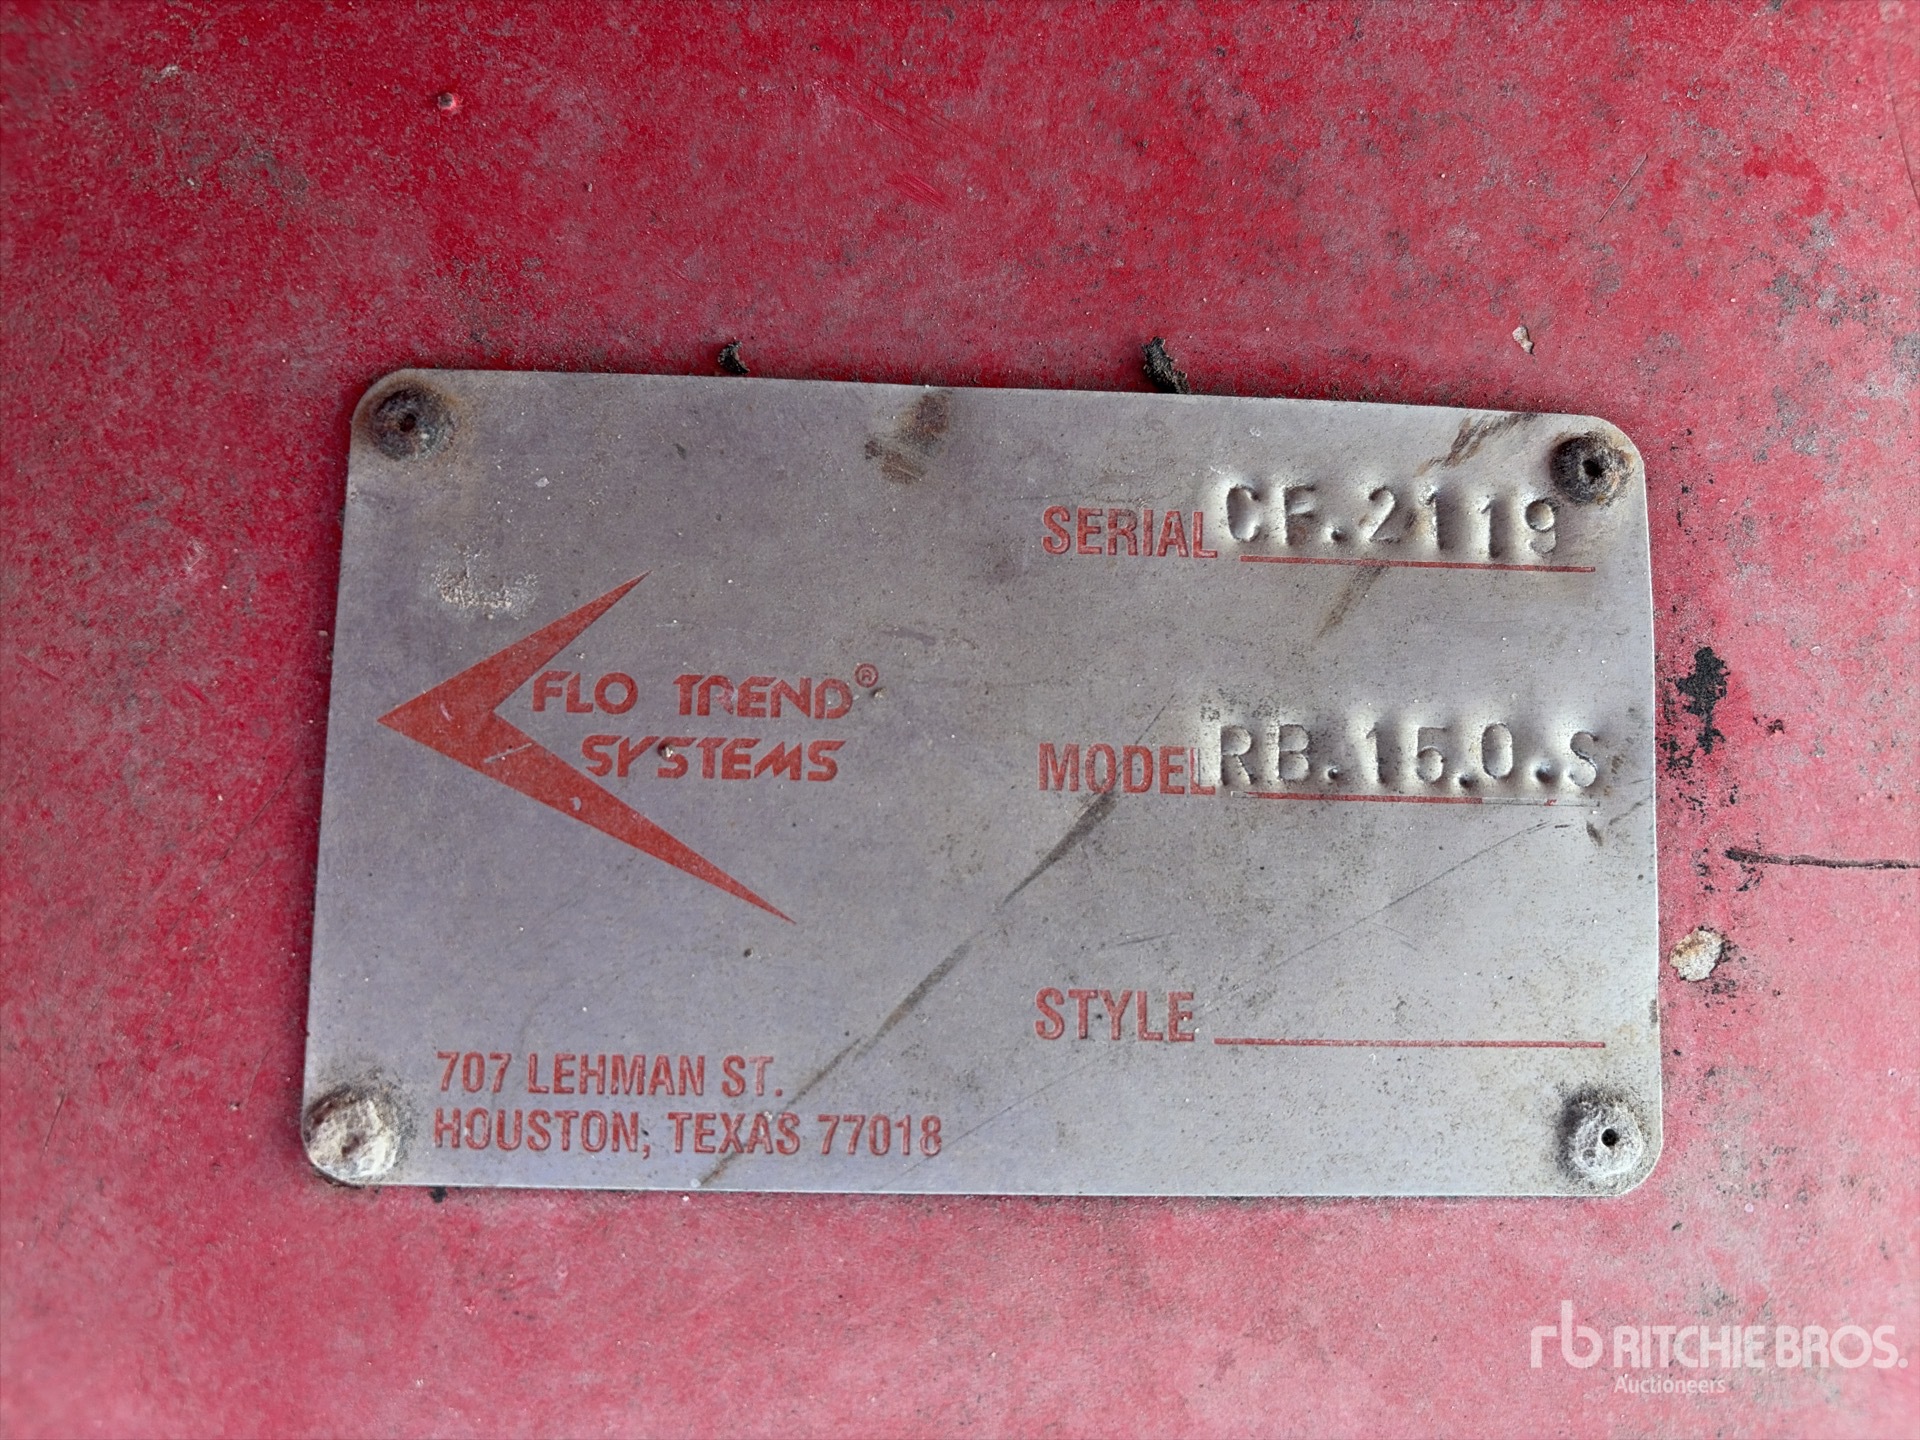 FLO TREND®
SYSTEMS
707 LEHMAN ST.
HOUSTON, TEXAS 77018
SERIAL CF.2119
MODEL RB.15.0.S
STYLE
rb RITCHIE BROS.
Auctioneers